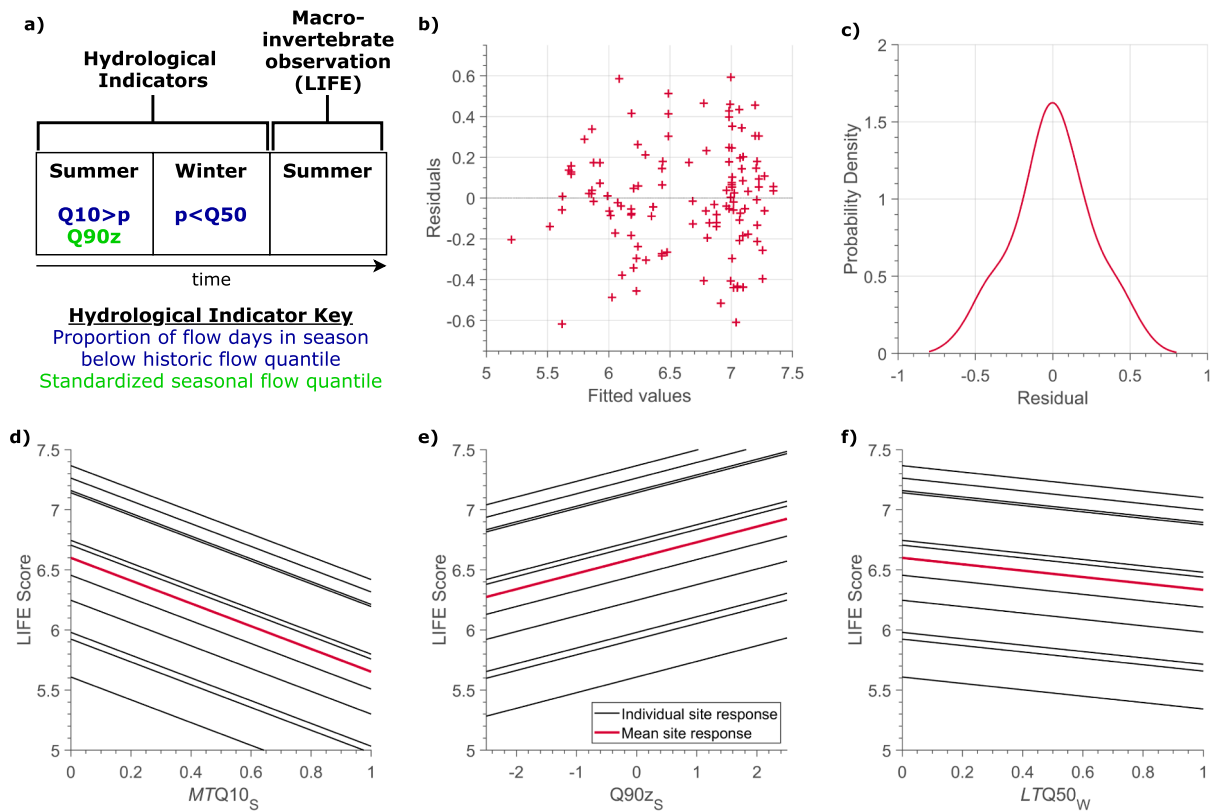 a)
Hydrological
Indicators
Macro-
invertebrate
observation
(LIFE)
Summer
Winter
Summer
Q10>p
p<Q50
Q90z
time
Hydrological Indicator Key
Proportion of flow days in season
below historic flow quantile
Standardized seasonal flow quantile
b)
0.6
0.4
0.2
0
-0.2
-0.4
-0.6
Residuals
5
5.5
6
6.5
7
7.5
Fitted values
c)
2
1.5
1
0.5
0
Probability Density
-1
-0.5
0
0.5
1
Residual
d)
7.5
7
6.5
6
5.5
5
LIFE Score
0
0.2
0.4
0.6
0.8
1
MTQ10S
e)
7.5
7
6.5
6
5.5
5
LIFE Score
-2
-1
0
1
2
Q90zS
Individual site response
Mean site response
f)
7.5
7
6.5
6
5.5
5
LIFE Score
0
0.2
0.4
0.6
0.8
1
LTQ50W